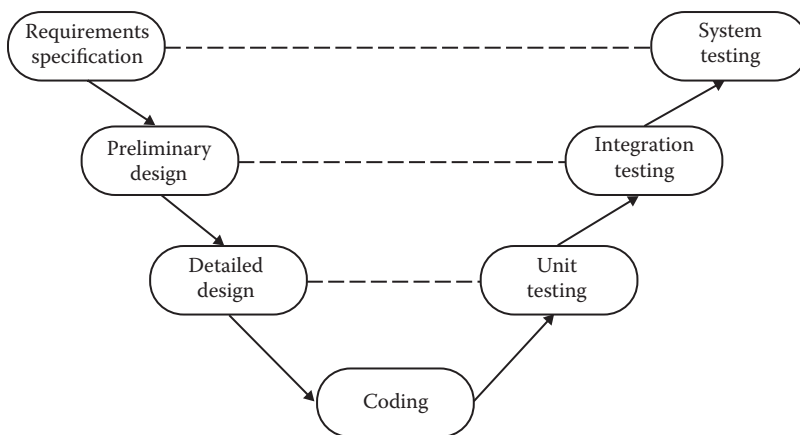 Requirements
specification
System
testing
Preliminary
design
Integration
testing
Detailed
design
Unit
testing
Coding